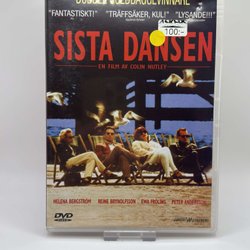 "FANTASTISKT!" "TRÄFFSÄKER, KUL!" "LYSANDE!!!"
100:-
SISTA DANSEN
EN FILM AV COLIN NUTLEY
HELENA BERGSTRÖM REINE BRYNOLFSSON EWA FRÖLING PETER ANDERSSON
DVD